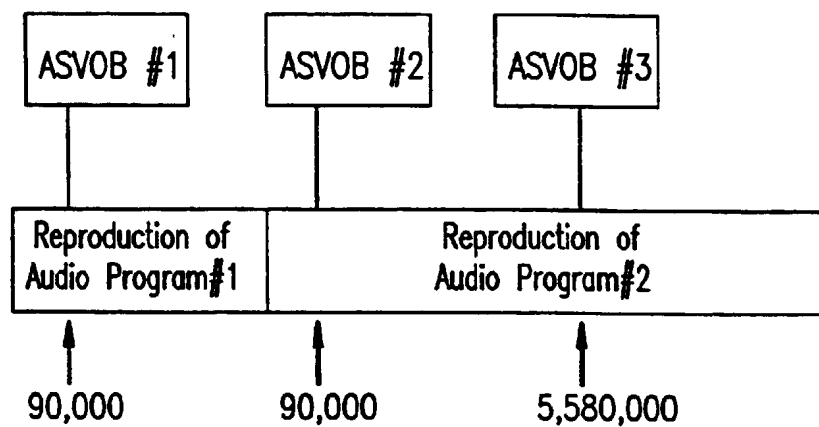 ASVOB #1
ASVOB #2
ASVOB #3
Reproduction of
Audio Program#1
Reproduction of
Audio Program#2
90,000
90,000
5,580,000